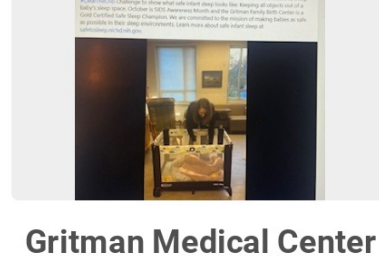 Challenge to show what safe infant sleep looks like: Keeping all objects out of a
baby's sleep space. October is SIDS Awareness Month and the Gritman Family Birth Center is a
Gold Certified Safe Sleep Champion. We are committed to the mission of making babies as safe
as possible in their sleep environments. Learn more about safe infant sleep at
safetosleep.nichd.nih.gov.
Gritman Medical Center